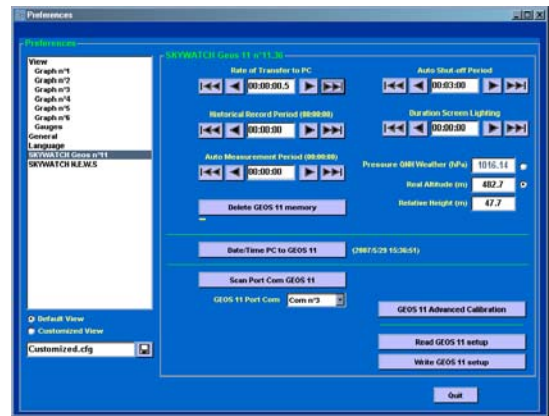 Preferences
Preferences
View
Graph n°1
Graph n°2
Graph n°3
Graph n°4
Graph n°5
Graph n°6
Gauges
General
Language
SKYWATCH Geos n°11
SKYWATCH N.E.W.S
Default View
Customized View
Customized.cfg
SKYWATCH Geos 11 n°11.36
Rate of Transfer to PC
00:00:00.5
Auto Shut-off Period
00:03:00
Historical Record Period (00:00:00)
00:00:00
Duration Screen Lighting
00:00:00
Auto Measurement Period (00:00:00)
00:00:00
Pressure QNH/Weather (hPa) 1016.14
Real Altitude (m) 482.7
Relative Height (m) 47.7
Delete GEOS 11 memory
Date/Time PC to GEOS 11 (2007/5/29 15:36:51)
Scan Port Com GEOS 11
GEOS 11 Port Com Com n°3
GEOS 11 Advanced Calibration
Read GEOS 11 setup
Write GEOS 11 setup
Quit